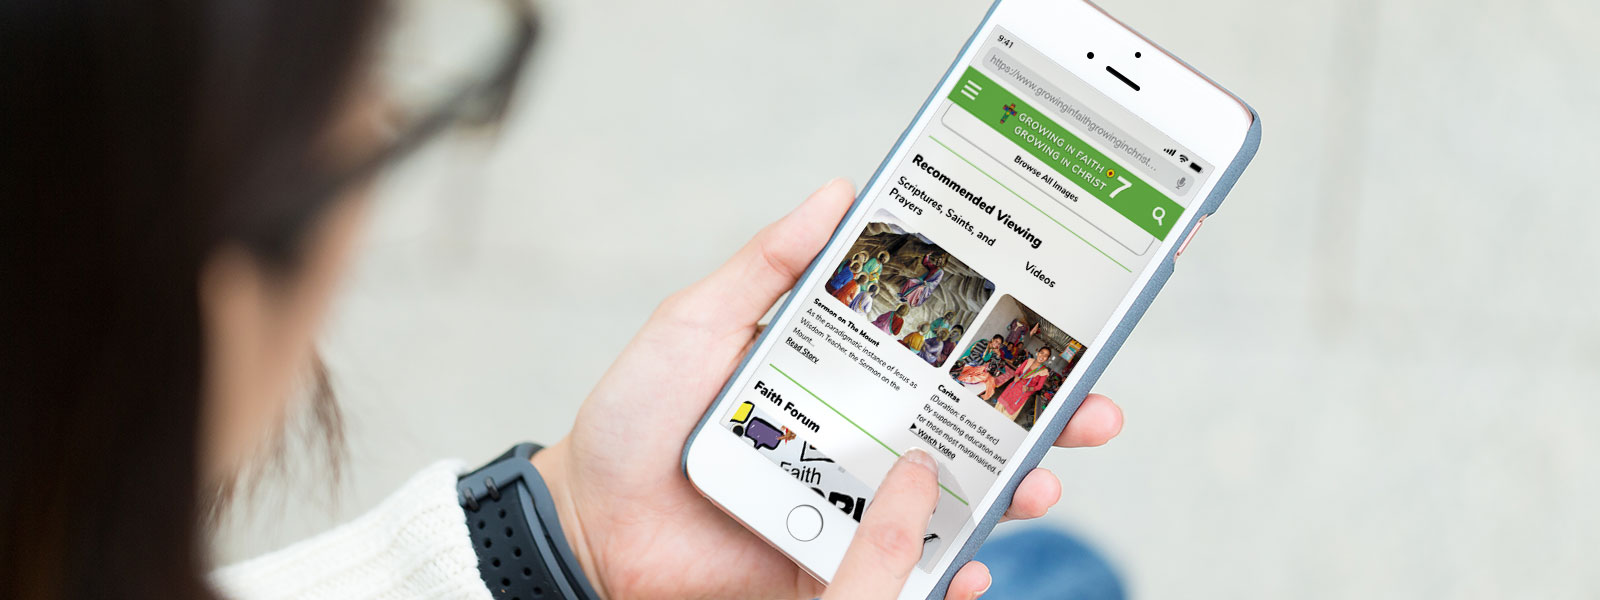 9:41
https://www.growinginfaithgrowinginchrist...
GROWING IN FAITH
GROWING IN CHRIST
7
Browse All Images
Recommended Viewing
Scriptures, Saints, and
Prayers
Videos
Sermon on The Mount
As the paradigmatic instance of Jesus as
Wisdom Teacher, the Sermon on the
Mount...
Read Story
Caritas
(Duration: 6 min 58 sec)
By supporting education and
for those most marginalised,
▶ Watch Video
Faith Forum
Faith